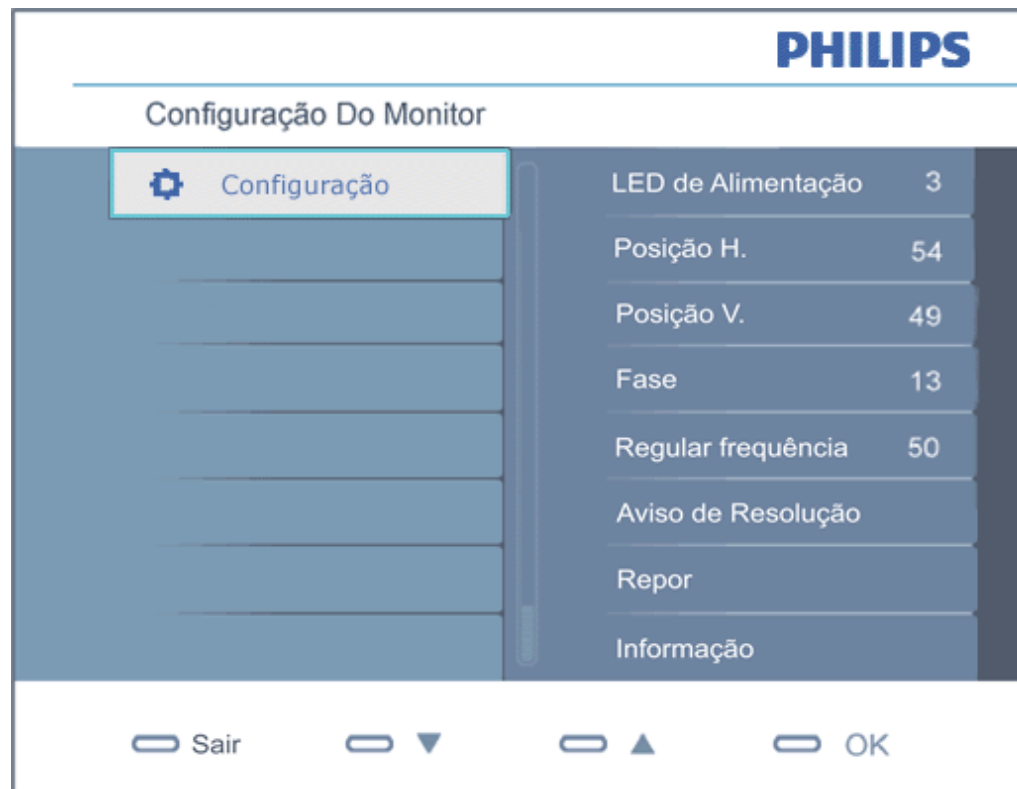 PHILIPS
Configuração Do Monitor
Configuração
LED de Alimentação 3
Posição H. 54
Posição V. 49
Fase 13
Regular frequência 50
Aviso de Resolução
Repor
Informação
Sair ▼ ▲ OK